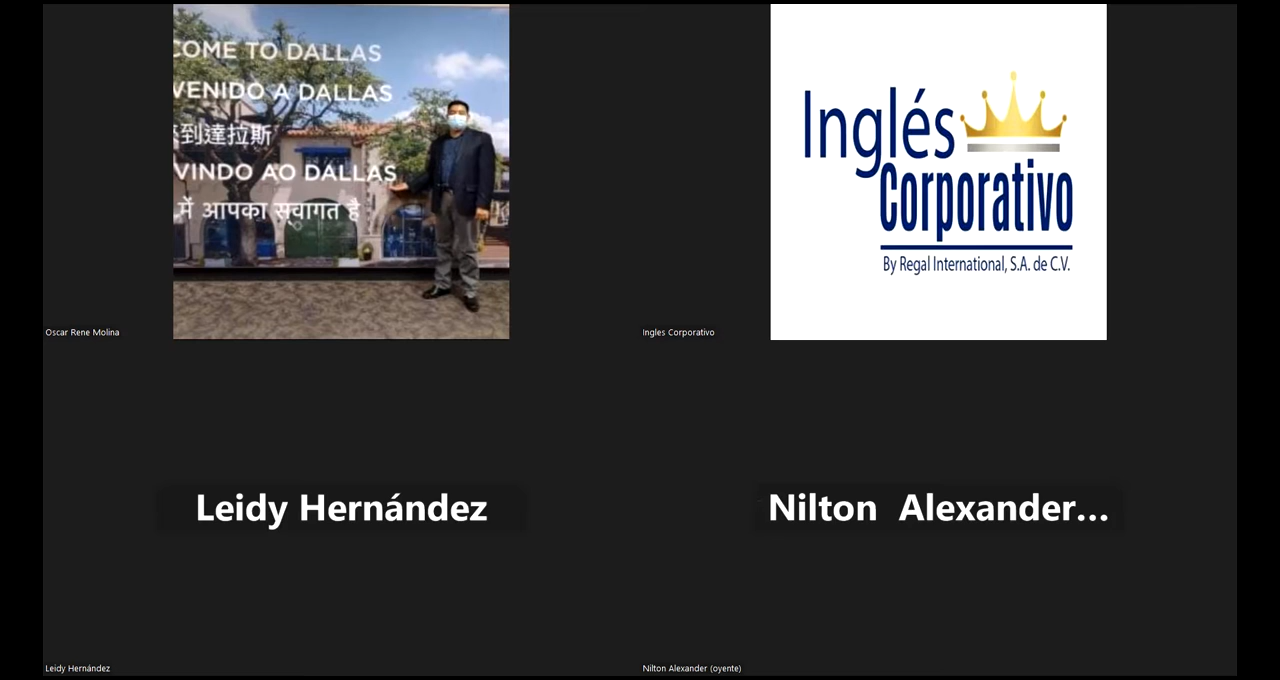 COME TO DALLAS
VENIDO A DALLAS
到達拉斯
VINDO AO DALLAS
में आपका स्वागत है
Oscar Rene Molina
Inglés
Corporativo
By Regal International, S.A. de C.V.
Ingles Corporativo
Leidy Hernández
Nilton Alexander...
Leidy Hernández
Nilton Alexander (oyente)